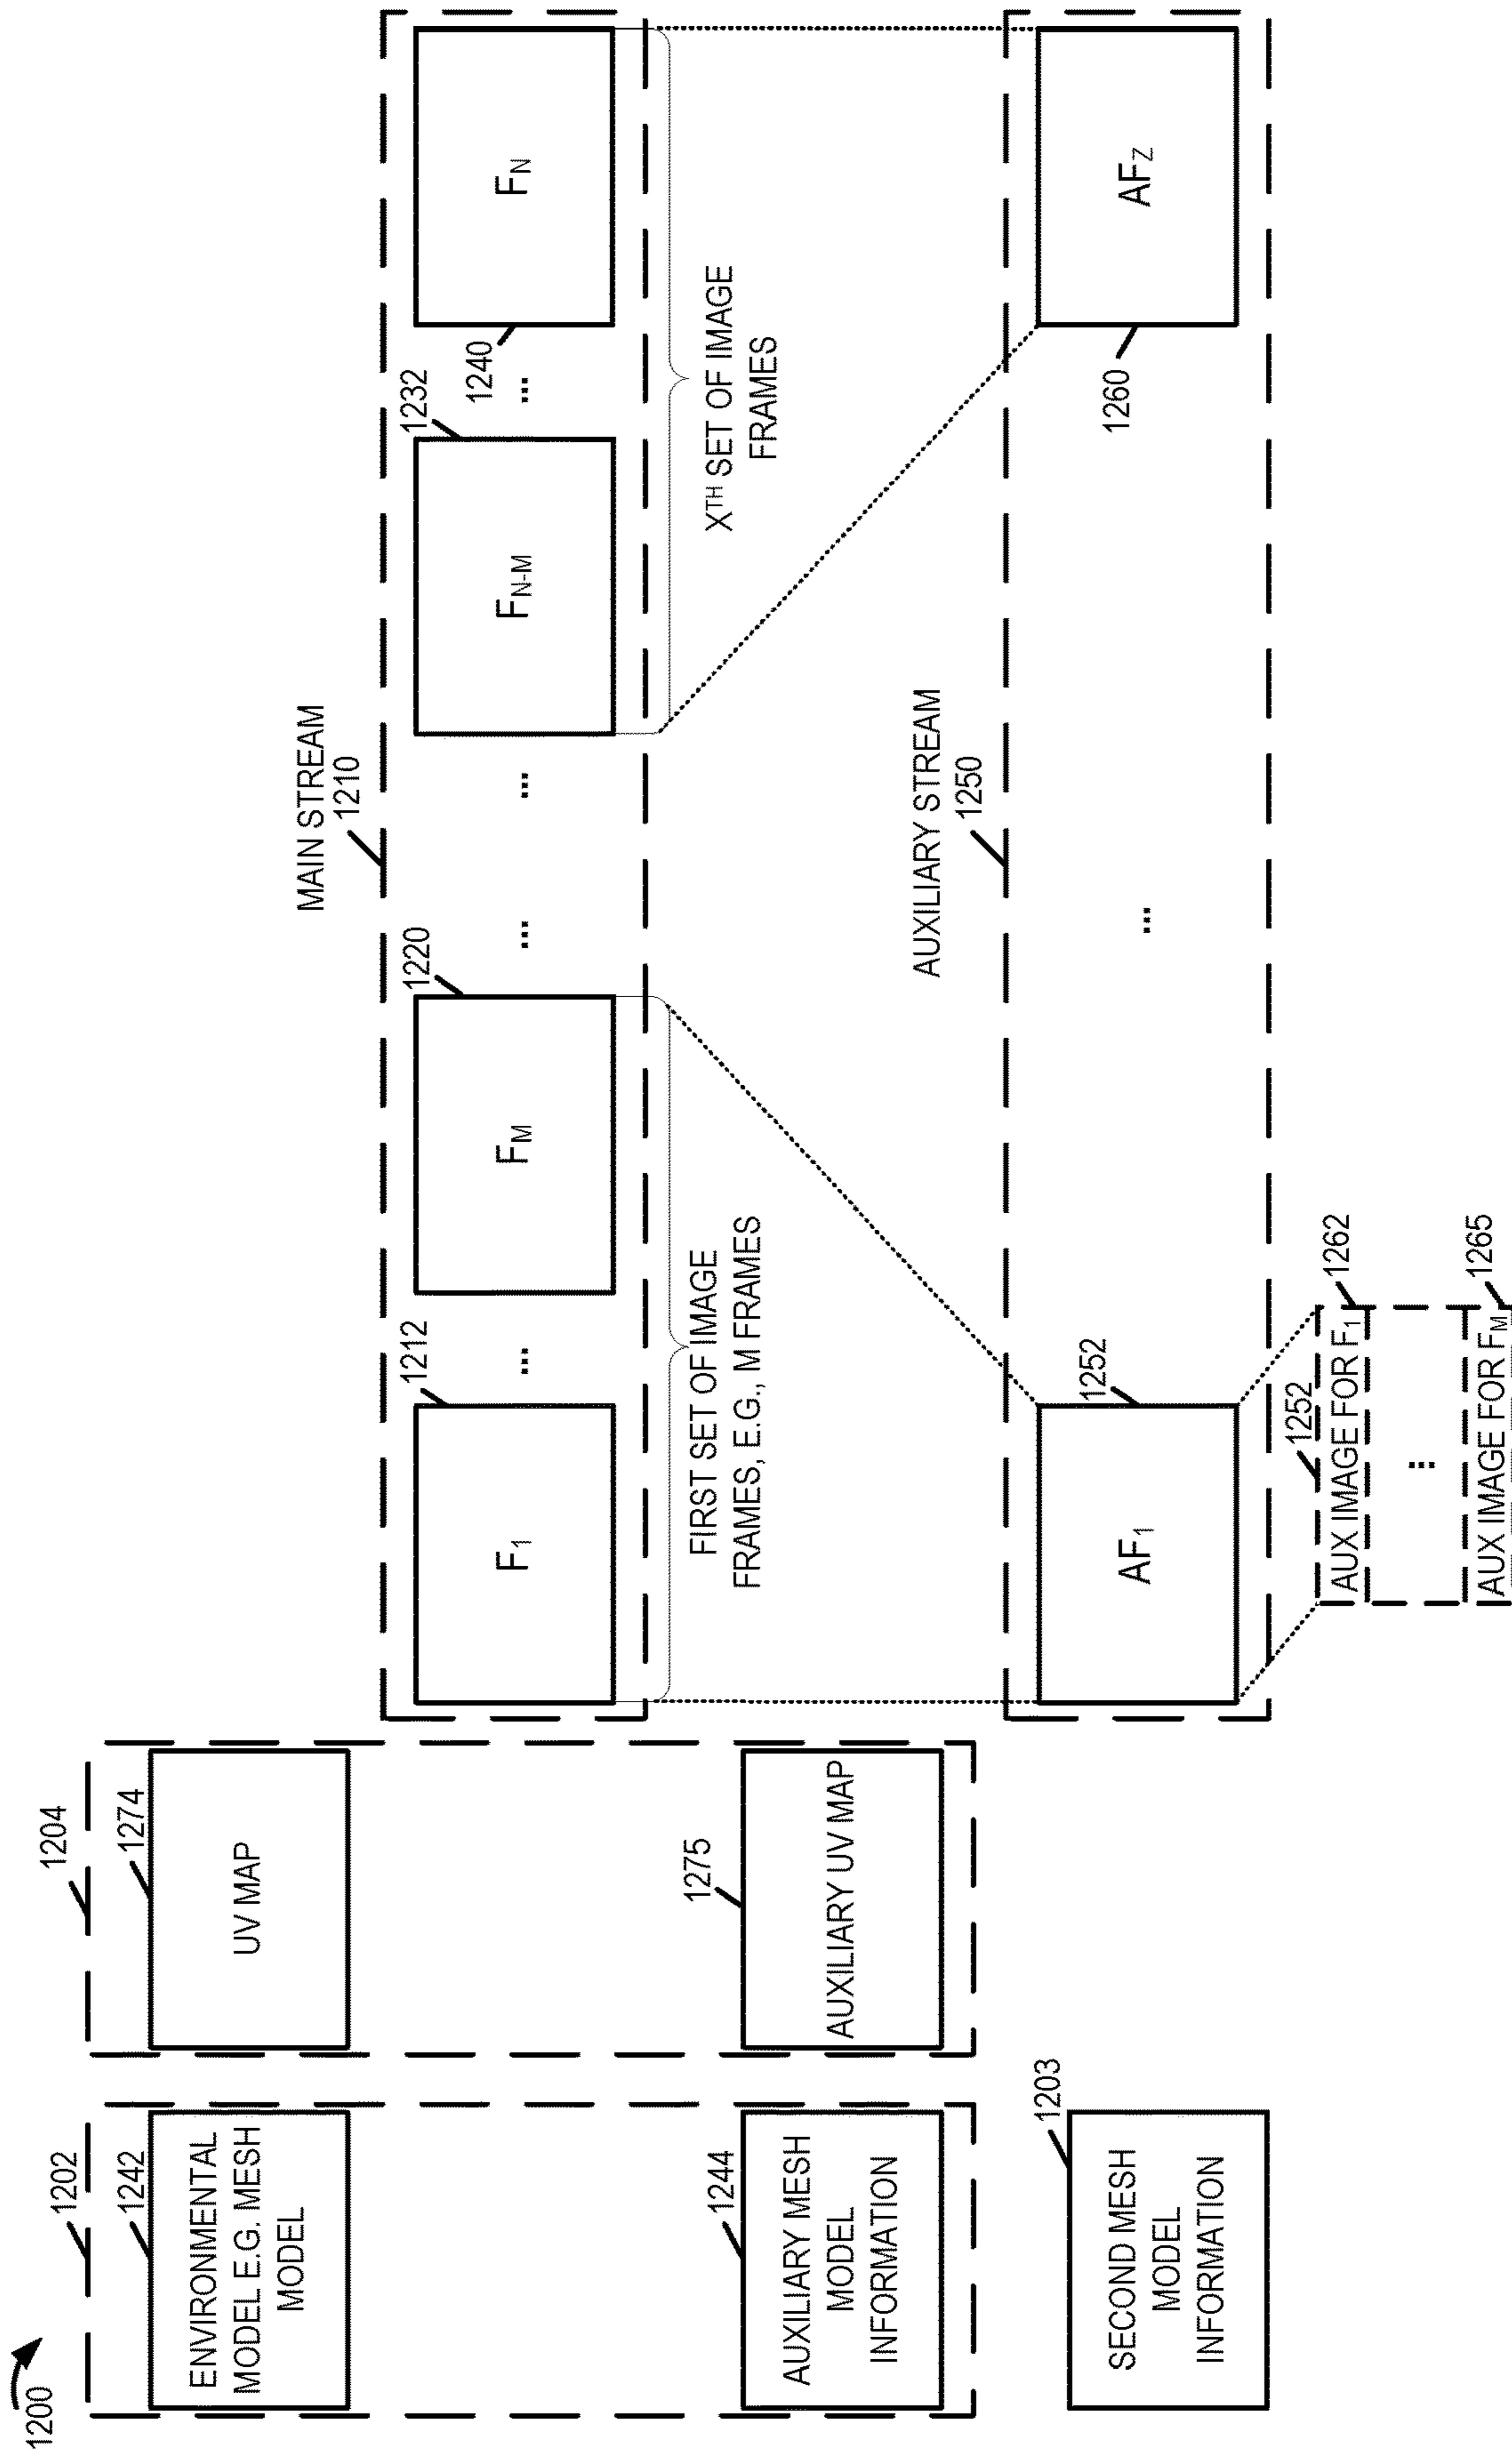 1200
1202
1242
ENVIRONMENTAL
MODEL E.G. MESH
MODEL
1244
AUXILIARY MESH
MODEL
INFORMATION
1203
SECOND MESH
MODEL
INFORMATION
1204
1274
UV MAP
1275
AUXILIARY UV MAP
MAIN STREAM
1210
1212
F1
...
1220
FM
...
...
1232
FN-M
...
1240
FN
FIRST SET OF IMAGE
FRAMES, E.G., M FRAMES
XTH SET OF IMAGE
FRAMES
AUXILIARY STREAM
1250
1252
AF1
...
1260
AFZ
1252
AUX IMAGE FOR F1
1262
...
AUX IMAGE FOR FM
1265